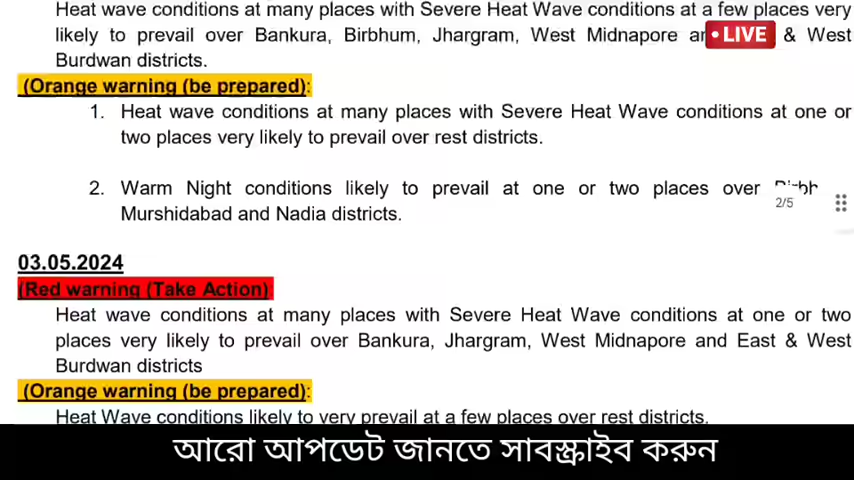 Heat wave conditions at many places with Severe Heat Wave conditions at a few places very
likely to prevail over Bankura, Birbhum, Jhargram, West Midnapore • LIVE & West
Burdwan districts.
(Orange warning (be prepared):
1. Heat wave conditions at many places with Severe Heat Wave conditions at one or
two places very likely to prevail over rest districts.
2. Warm Night conditions likely to prevail at one or two places over
2/5
Murshidabad and Nadia districts.
03.05.2024
(Red warning (Take Action):
Heat wave conditions at many places with Severe Heat Wave conditions at one or two
places very likely to prevail over Bankura, Jhargram, West Midnapore and East & West
Burdwan districts
(Orange warning (be prepared):
Heat Wave conditions likely to very prevail at a few places over rest districts.
আরো আপডেট জানতে সাবস্ক্রাইব করুন